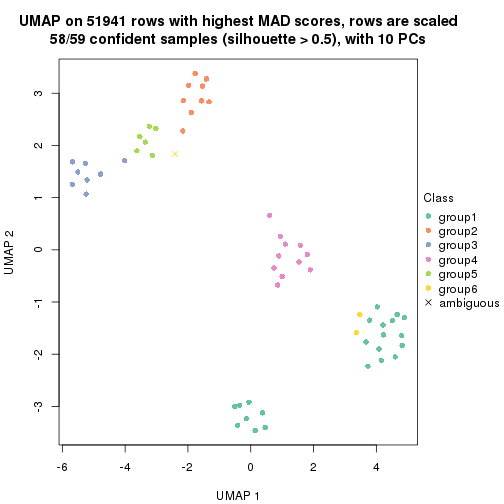 UMAP on 51941 rows with highest MAD scores, rows are scaled
58/59 confident samples (silhouette > 0.5), with 10 PCs
3
2
1
0
-1
-2
-3
UMAP 2
-6
-4
-2
0
2
4
UMAP 1
Class
group1
group2
group3
group4
group5
group6
ambiguous